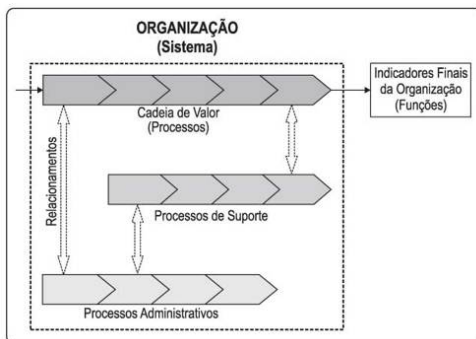 ORGANIZAÇÃO
(Sistema)
Cadeia de Valor
(Processos)
Indicadores Finais
da Organização
(Funções)
Relacionamentos
Processos de Suporte
Processos Administrativos